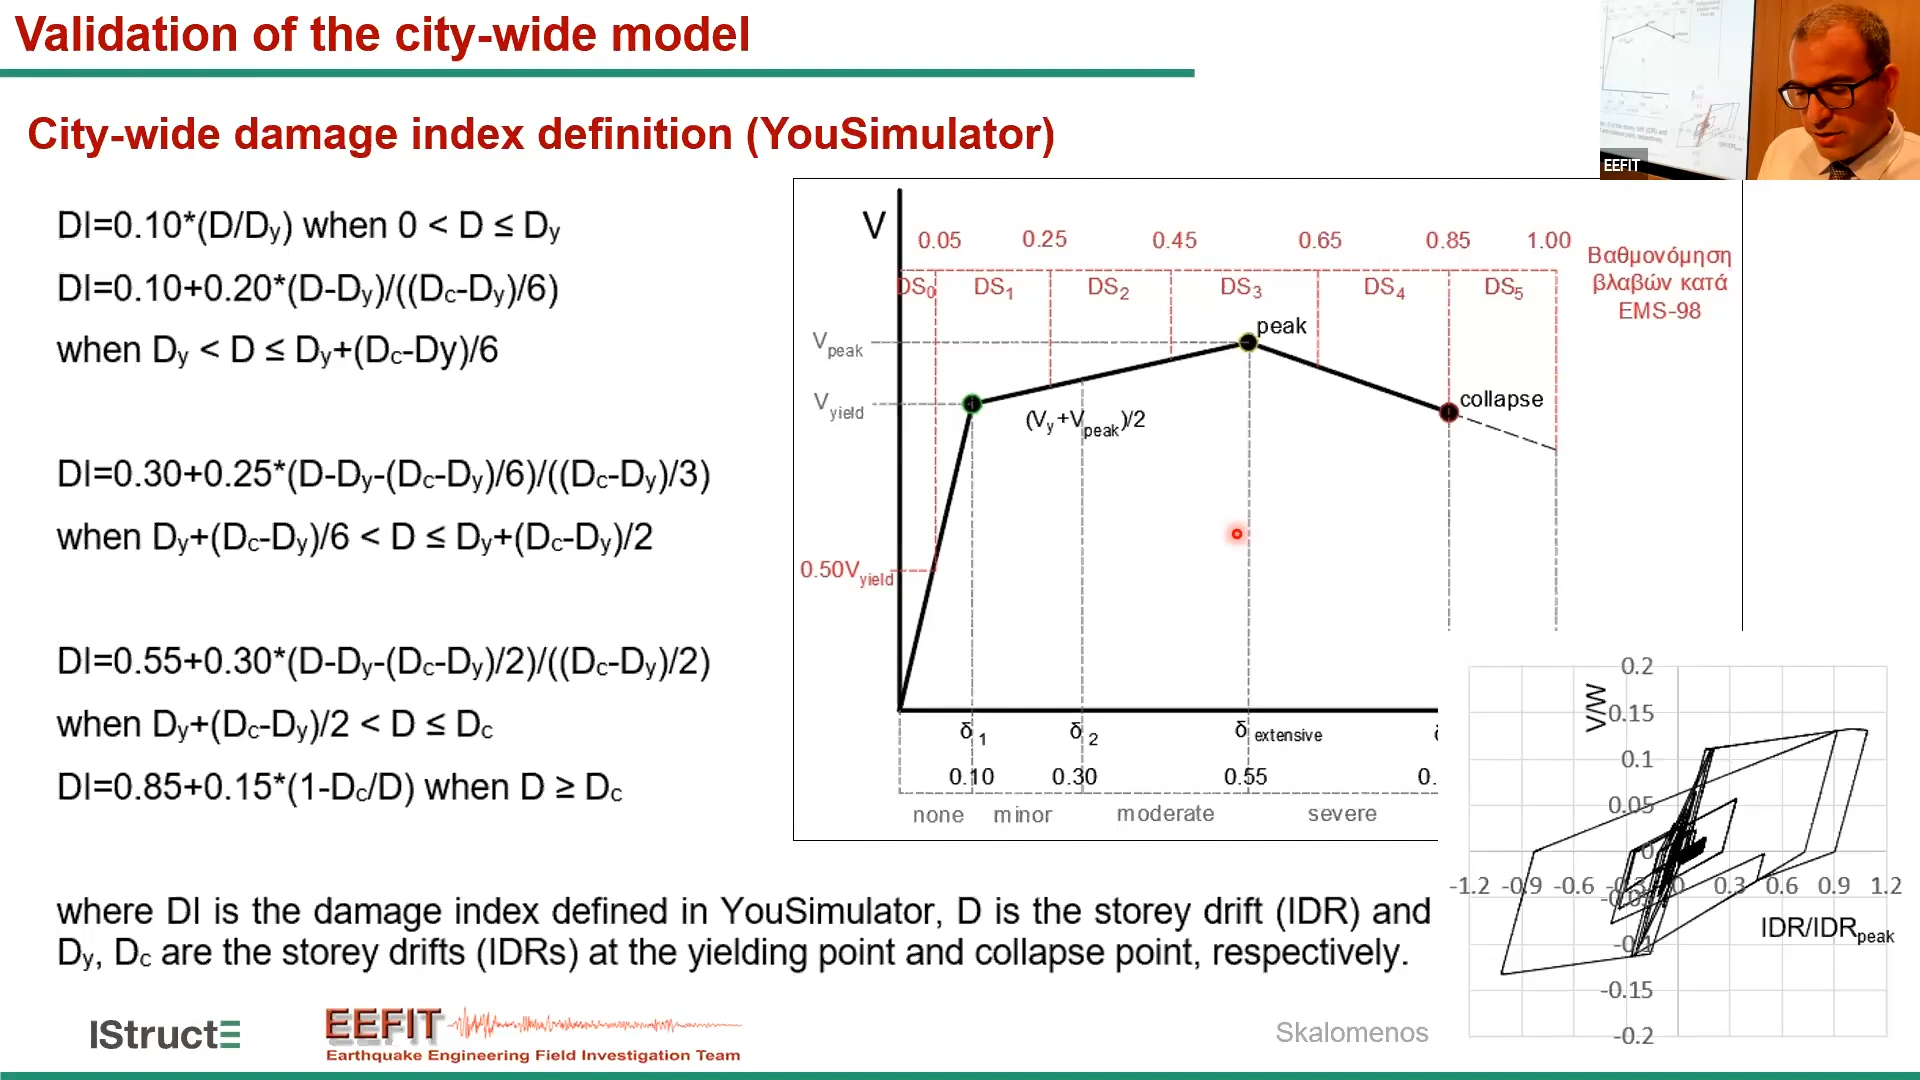 Validation of the city-wide model
EEFIT
City-wide damage index definition (YouSimulator)
DI=0.10*(D/Dy) when 0 < D ≤ Dy
DI=0.10+0.20*(D-Dy)/((Dc-Dy)/6)
when Dy < D ≤ Dy+(Dc-Dy)/6
DI=0.30+0.25*(D-Dy-(Dc-Dy)/6)/((Dc-Dy)/3)
when Dy+(Dc-Dy)/6 < D ≤ Dy+(Dc-Dy)/2
DI=0.55+0.30*(D-Dy-(Dc-Dy)/2)/((Dc-Dy)/2)
when Dy+(Dc-Dy)/2 < D ≤ Dc
DI=0.85+0.15*(1-Dc/D) when D ≥ Dc
where DI is the damage index defined in YouSimulator, D is the storey drift (IDR) and
Dy, Dc are the storey drifts (IDRs) at the yielding point and collapse point, respectively.
V
0.05 0.25 0.45 0.65 0.85 1.00
DS0 DS1 DS2 DS3 DS4 DS5
Βαθμονόμηση
βλαβών κατά
EMS-98
peak
Vpeak
collapse
Vyield
(Vy+Vpeak)/2
0.50Vyield
δ1 δ2 δextensive
0.10 0.30 0.55 0.
none minor moderate severe
V/W
0.2
0.15
0.1
0.05
0
-1.2 -0.9 -0.6 -0.3 0 0.3 0.6 0.9 1.2
-0.05
IDR/IDRpeak
-0.1
-0.15
-0.2
IStructE
EEFIT
Earthquake Engineering Field Investigation Team
Skalomenos